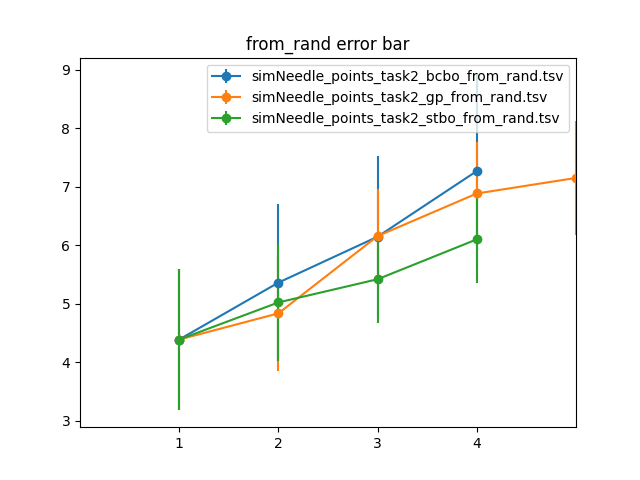 from_rand error bar
simNeedle_points_task2_bcbo_from_rand.tsv
simNeedle_points_task2_gp_from_rand.tsv
simNeedle_points_task2_stbo_from_rand.tsv
9
8
7
6
5
4
3
1 2 3 4